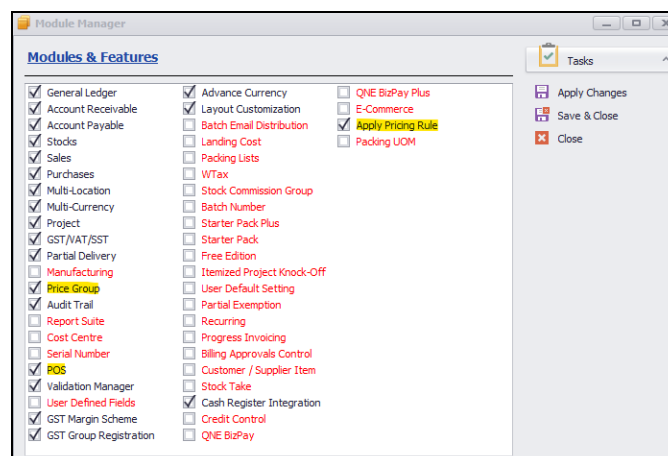 Module Manager
Modules & Features
General Ledger
Account Receivable
Account Payable
Stocks
Sales
Purchases
Multi-Location
Multi-Currency
Project
GST/VAT/SST
Partial Delivery
Manufacturing
Price Group
Audit Trail
Report Suite
Cost Centre
Serial Number
POS
Validation Manager
User Defined Fields
GST Margin Scheme
GST Group Registration
Advance Currency
Layout Customization
Batch Email Distribution
Landing Cost
Packing Lists
WTax
Stock Commission Group
Batch Number
Starter Pack Plus
Starter Pack
Free Edition
Itemized Project Knock-Off
User Default Setting
Partial Exemption
Recurring
Progress Invoicing
Billing Approvals Control
Customer / Supplier Item
Stock Take
Cash Register Integration
Credit Control
QNE BizPay
QNE BizPay Plus
E-Commerce
Apply Pricing Rule
Packing UOM
Tasks
Apply Changes
Save & Close
Close